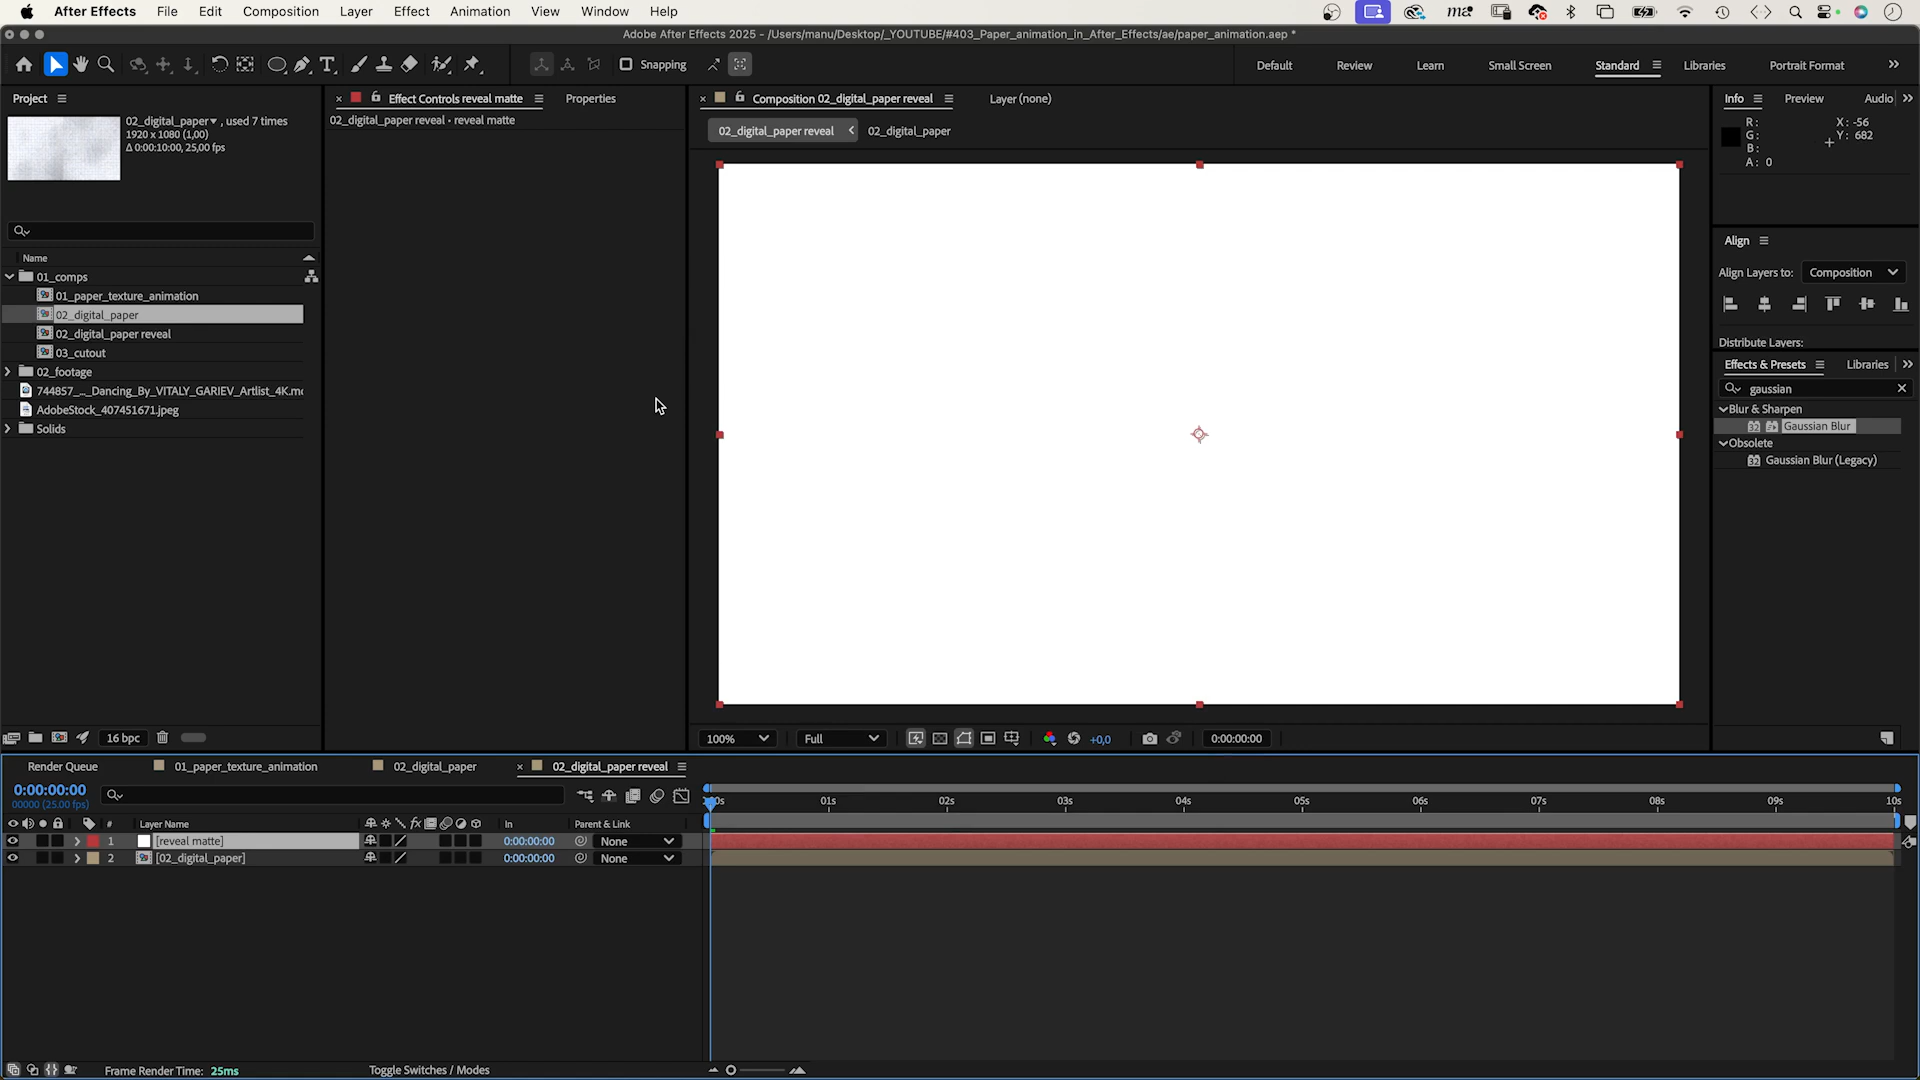 After Effects File Edit Composition Layer Effect Animation View Window Help
Adobe After Effects 2025 - /Users/manu/Desktop/_YOUTUBE/#403_Paper_animation_in_After_Effects/ae/paper_animation.aep *
Snapping
Default Review Learn Small Screen Standard Libraries Portrait Format
Project
02_digital_paper , used 7 times
1920 x 1080 (1,00)
Δ 0:00:10:00, 25,00 fps
Name
01_comps
01_paper_texture_animation
02_digital_paper
02_digital_paper reveal
03_cutout
02_footage
744857_..._Dancing_By_VITALY_GARIEV_Artlist_4K.mo
AdobeStock_407451671.jpeg
Solids
16 bpc
Effect Controls reveal matte Properties
02_digital_paper reveal • reveal matte
Composition 02_digital_paper reveal Layer (none)
02_digital_paper reveal 02_digital_paper
100% Full +0,0 0:00:00:00
Info Preview Audio
R: X: -56
G: Y: 682
B:
A: 0
Align
Align Layers to: Composition
Distribute Layers:
Effects & Presets Libraries
gaussian
Blur & Sharpen
32 Gaussian Blur
Obsolete
32 Gaussian Blur (Legacy)
Render Queue 01_paper_texture_animation 02_digital_paper 02_digital_paper reveal
0:00:00:00
00000 (25.00 fps)
# Layer Name fx In Parent & Link
1 [reveal matte] 0:00:00:00 None
2 [02_digital_paper] 0:00:00:00 None
01s 02s 03s 04s 05s 06s 07s 08s 09s 10s
Frame Render Time: 25ms Toggle Switches / Modes